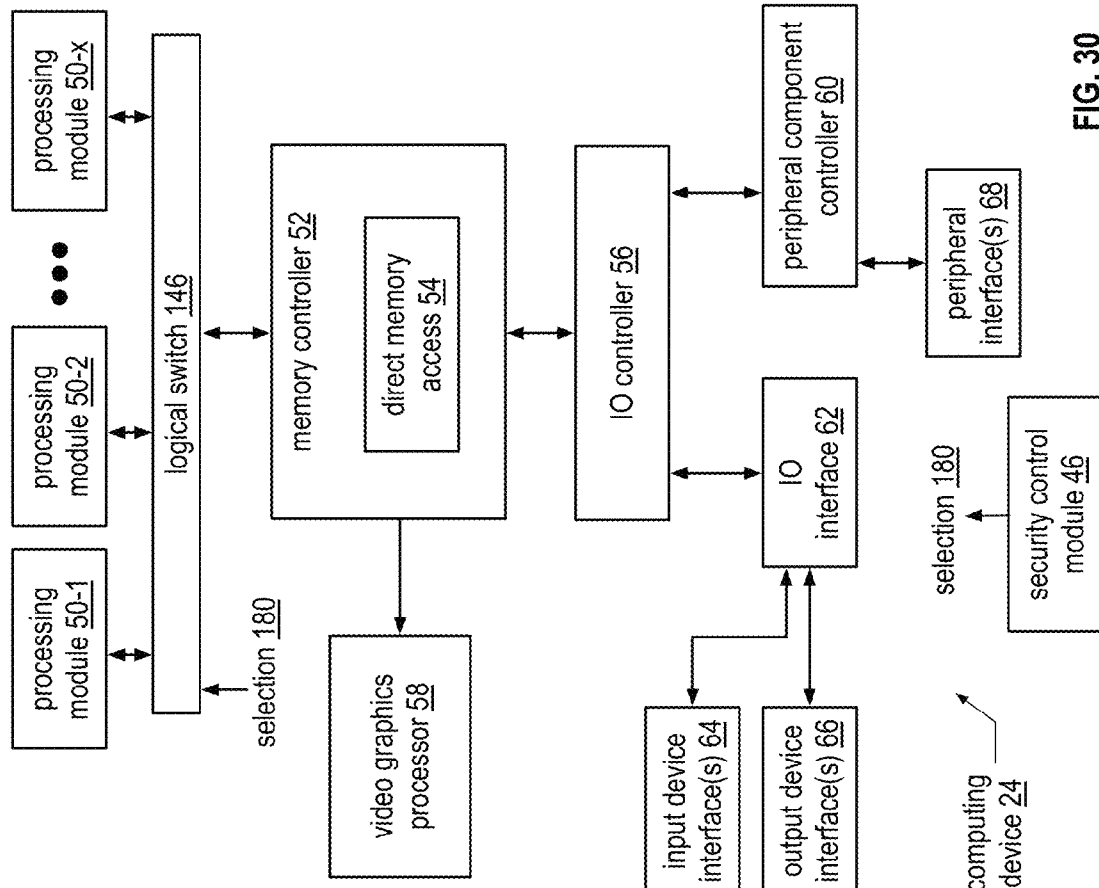 processing
module 50-1
processing
module 50-2
processing
module 50-x
logical switch 146
selection 180
memory controller 52
direct memory
access 54
video graphics
processor 58
IO controller 56
IO
interface 62
peripheral component
controller 60
input device
interface(s) 64
output device
interface(s) 66
peripheral
interface(s) 68
selection 180
security control
module 46
computing
device 24
FIG. 30